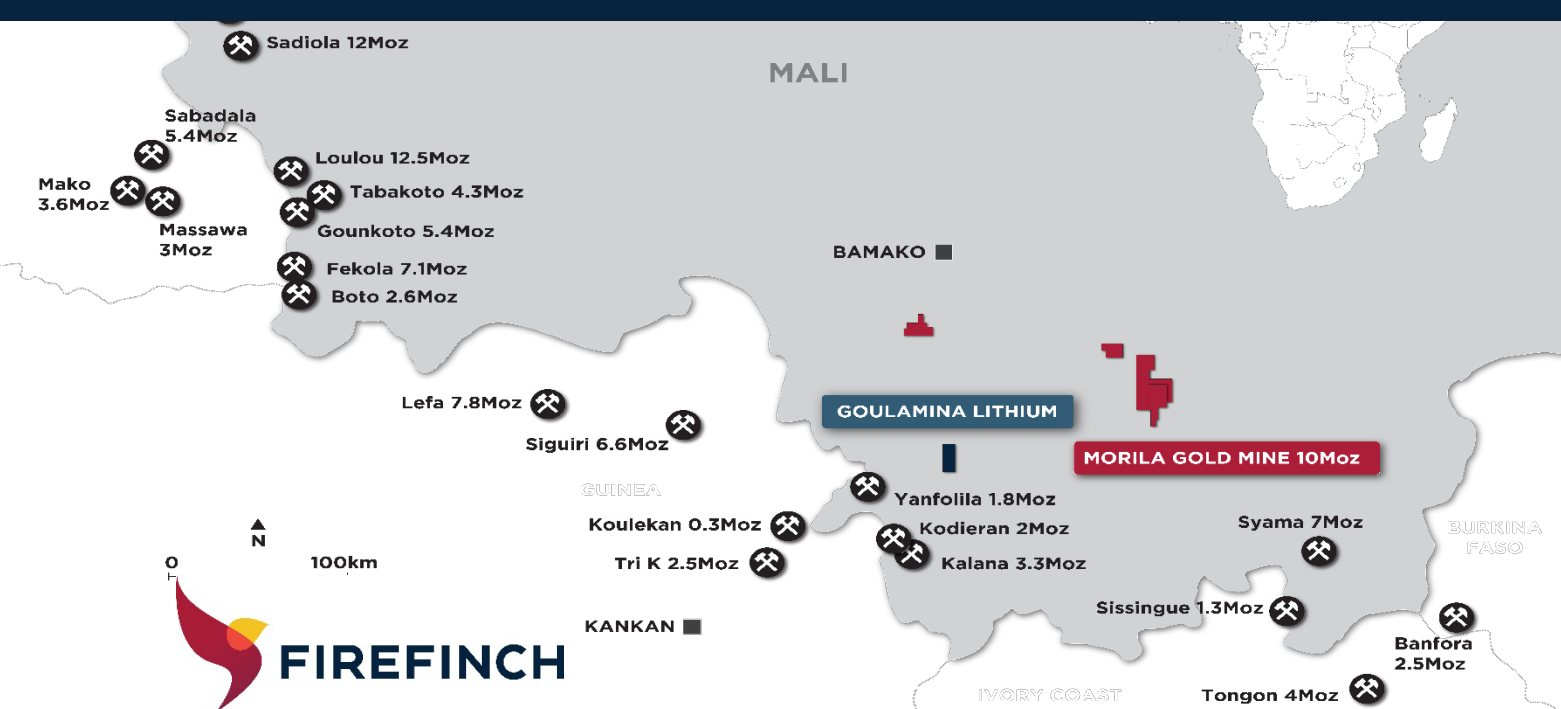 Sadiola 12Moz
MALI
Sabadala
5.4Moz
Loulou 12.5Moz
Mako
3.6Moz
Tabakoto 4.3Moz
Massawa
3Moz
Gounkoto 5.4Moz
BAMAKO
Fekola 7.1Moz
Boto 2.6Moz
Lefa 7.8Moz
GOULAMINA LITHIUM
Siguiri 6.6Moz
MORILA GOLD MINE 10Moz
GUINEA
Yanfolila 1.8Moz
Koulekan 0.3Moz
Kodieran 2Moz
Syama 7Moz
BURKINA
FASO
N
0
100km
Tri K 2.5Moz
Kalana 3.3Moz
Sissingue 1.3Moz
KANKAN
Banfora
2.5Moz
FIREFINCH
IVORY COAST
Tongon 4Moz